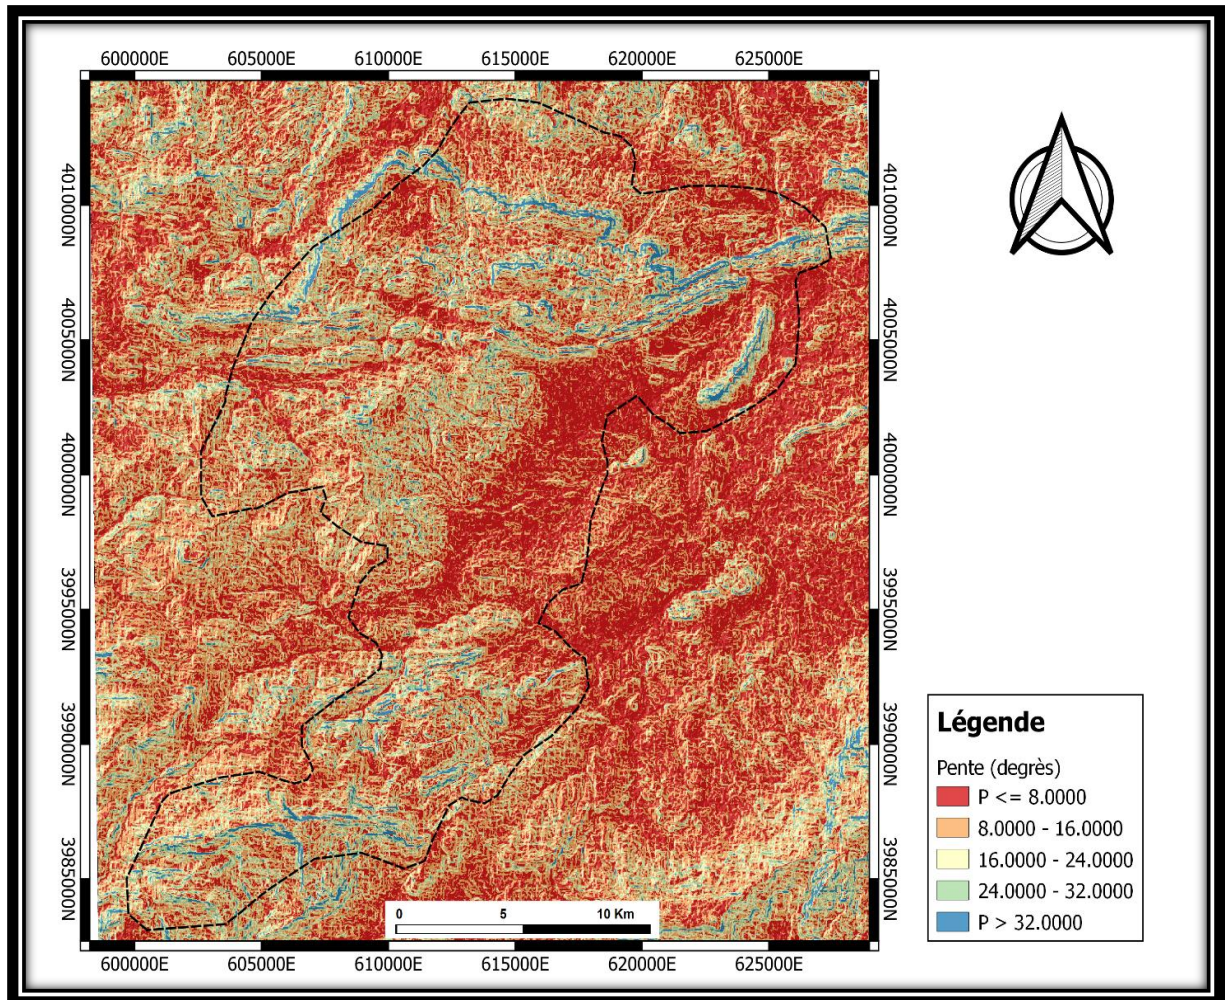 600000E 605000E 610000E 615000E 620000E 625000E
4010000N 4010000N
4005000N 4005000N
4000000N 4000000N
3995000N 3995000N
3990000N 3990000N
3985000N 3985000N
Légende
Pente (degrès)
P <= 8.0000
8.0000 - 16.0000
16.0000 - 24.0000
24.0000 - 32.0000
P > 32.0000
0 5 10 Km
600000E 605000E 610000E 615000E 620000E 625000E